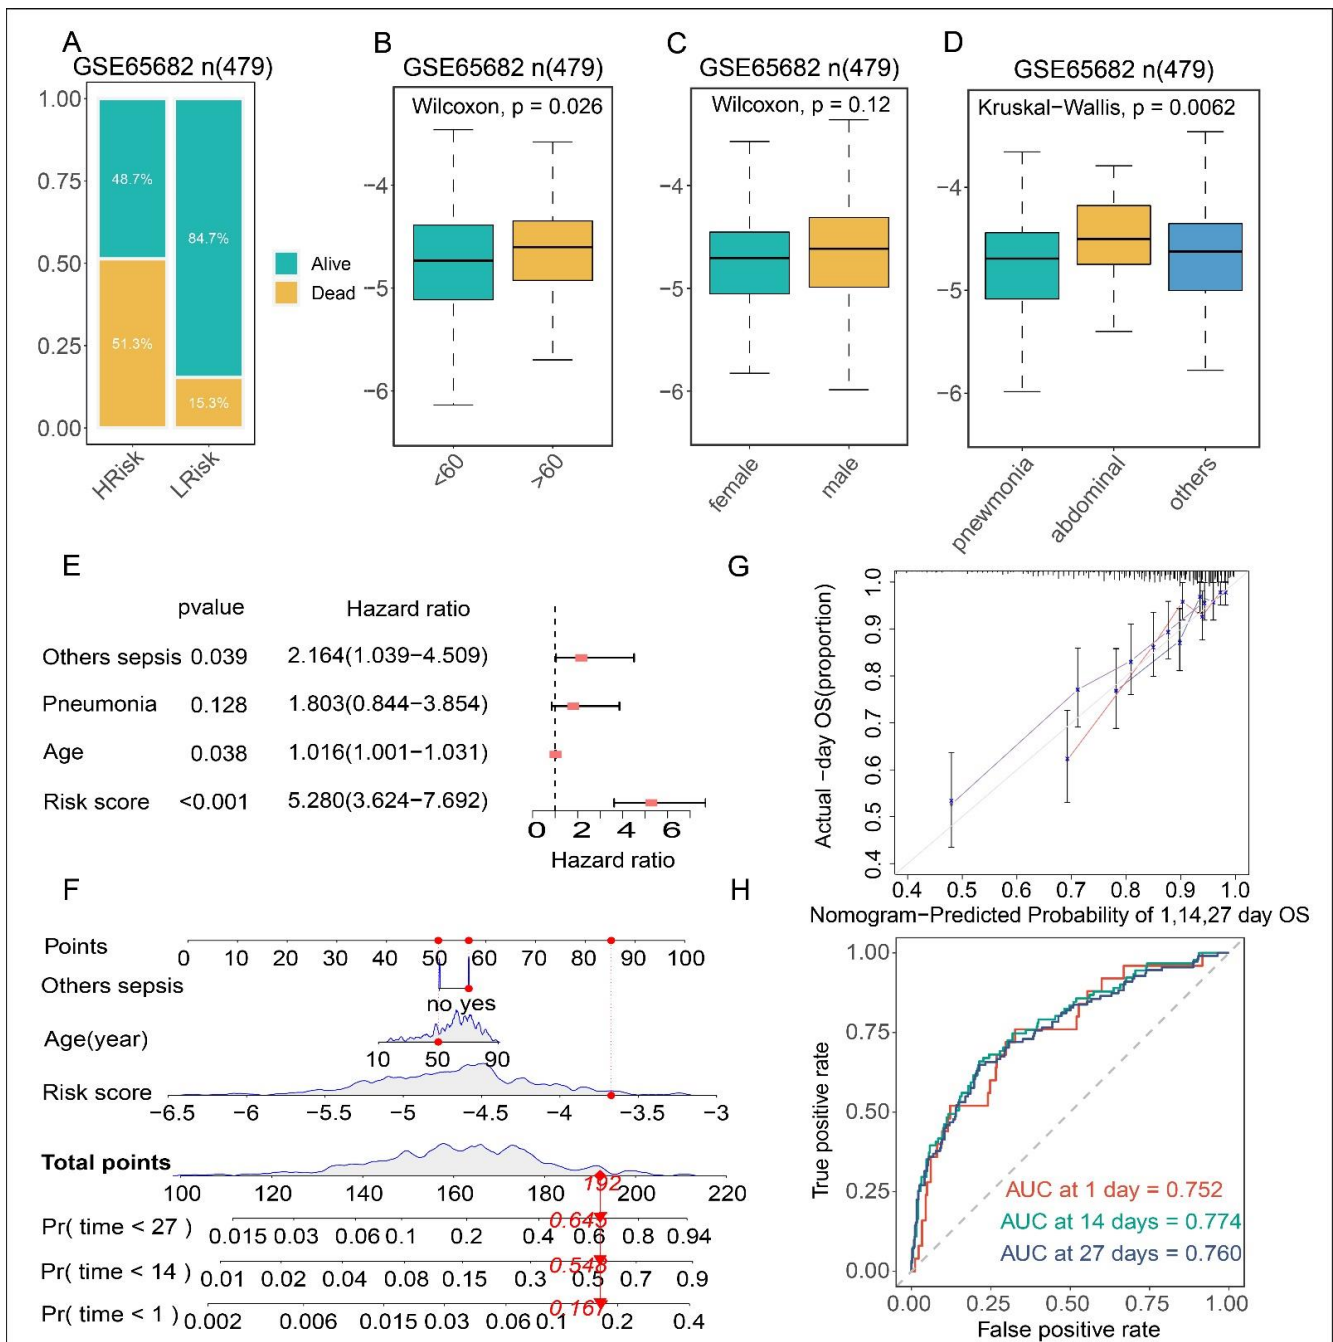 A
GSE65682 n(479)
1.00
0.75
0.50
0.25
0.00
48.7%
51.3%
84.7%
15.3%
HRisk
LRisk
Alive
Dead
B
GSE65682 n(479)
Wilcoxon, p = 0.026
−4
−5
−6
<60
>60
C
GSE65682 n(479)
Wilcoxon, p = 0.12
−4
−5
−6
female
male
D
GSE65682 n(479)
Kruskal−Wallis, p = 0.0062
−4
−5
−6
pnewmonia
abdominal
others
E
pvalue Hazard ratio
Others sepsis 0.039 2.164(1.039−4.509)
Pneumonia 0.128 1.803(0.844−3.854)
Age 0.038 1.016(1.001−1.031)
Risk score <0.001 5.280(3.624−7.692)
0 2 4 6
Hazard ratio
F
Points
0 10 20 30 40 50 60 70 80 90 100
Others sepsis
no yes
Age(year)
10 50 90
Risk score
−6.5 −6 −5.5 −5 −4.5 −4 −3.5 −3
Total points
100 120 140 160 180 200 220
192
Pr( time < 27 )
0.015 0.03 0.06 0.1 0.2 0.4 0.6 0.8 0.94
0.645
Pr( time < 14 )
0.01 0.02 0.04 0.08 0.15 0.3 0.5 0.7 0.9
Pr( time < 1 )
0.002 0.006 0.015 0.03 0.06 0.1 0.2 0.4
0.167
G
Actual −day OS(proportion)
1.0
0.9
0.8
0.7
0.6
0.5
0.4
0.4 0.5 0.6 0.7 0.8 0.9 1.0
Nomogram−Predicted Probability of 1,14,27 day OS
H
True positive rate
1.00
0.75
0.50
0.25
0.00
AUC at 1 day = 0.752
AUC at 14 days = 0.774
AUC at 27 days = 0.760
0.00 0.25 0.50 0.75 1.00
False positive rate